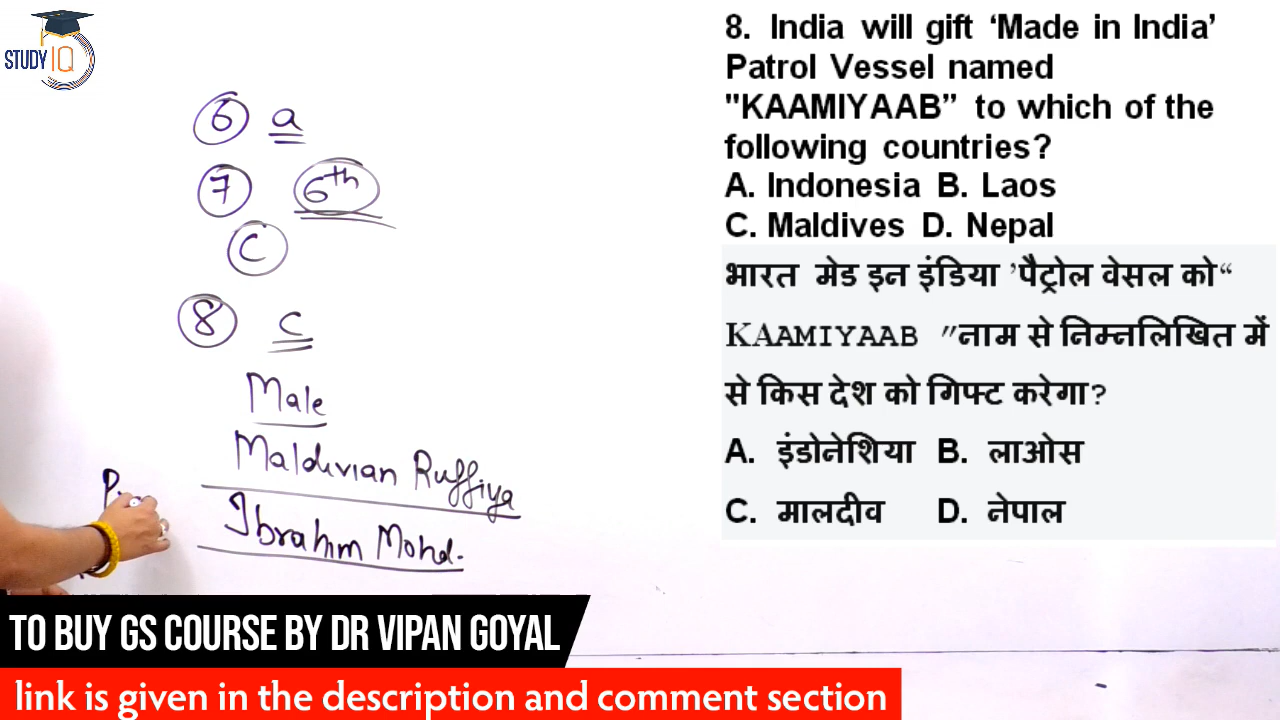 STUDY IQ
6 a
7 6th
C
8 c
Male
Maldivian Ruffiya
Ibrahim Mohd.
8. India will gift ‘Made in India’
Patrol Vessel named
"KAAMIYAAB” to which of the
following countries?
A. Indonesia B. Laos
C. Maldives D. Nepal
भारत मेड इन इंडिया ’पैट्रोल वेसल को“
KAAMIYAAB ”नाम से निम्नलिखित में
से किस देश को गिफ्ट करेगा?
A. इंडोनेशिया B. लाओस
C. मालदीव D. नेपाल
TO BUY GS COURSE BY DR VIPAN GOYAL
link is given in the description and comment section